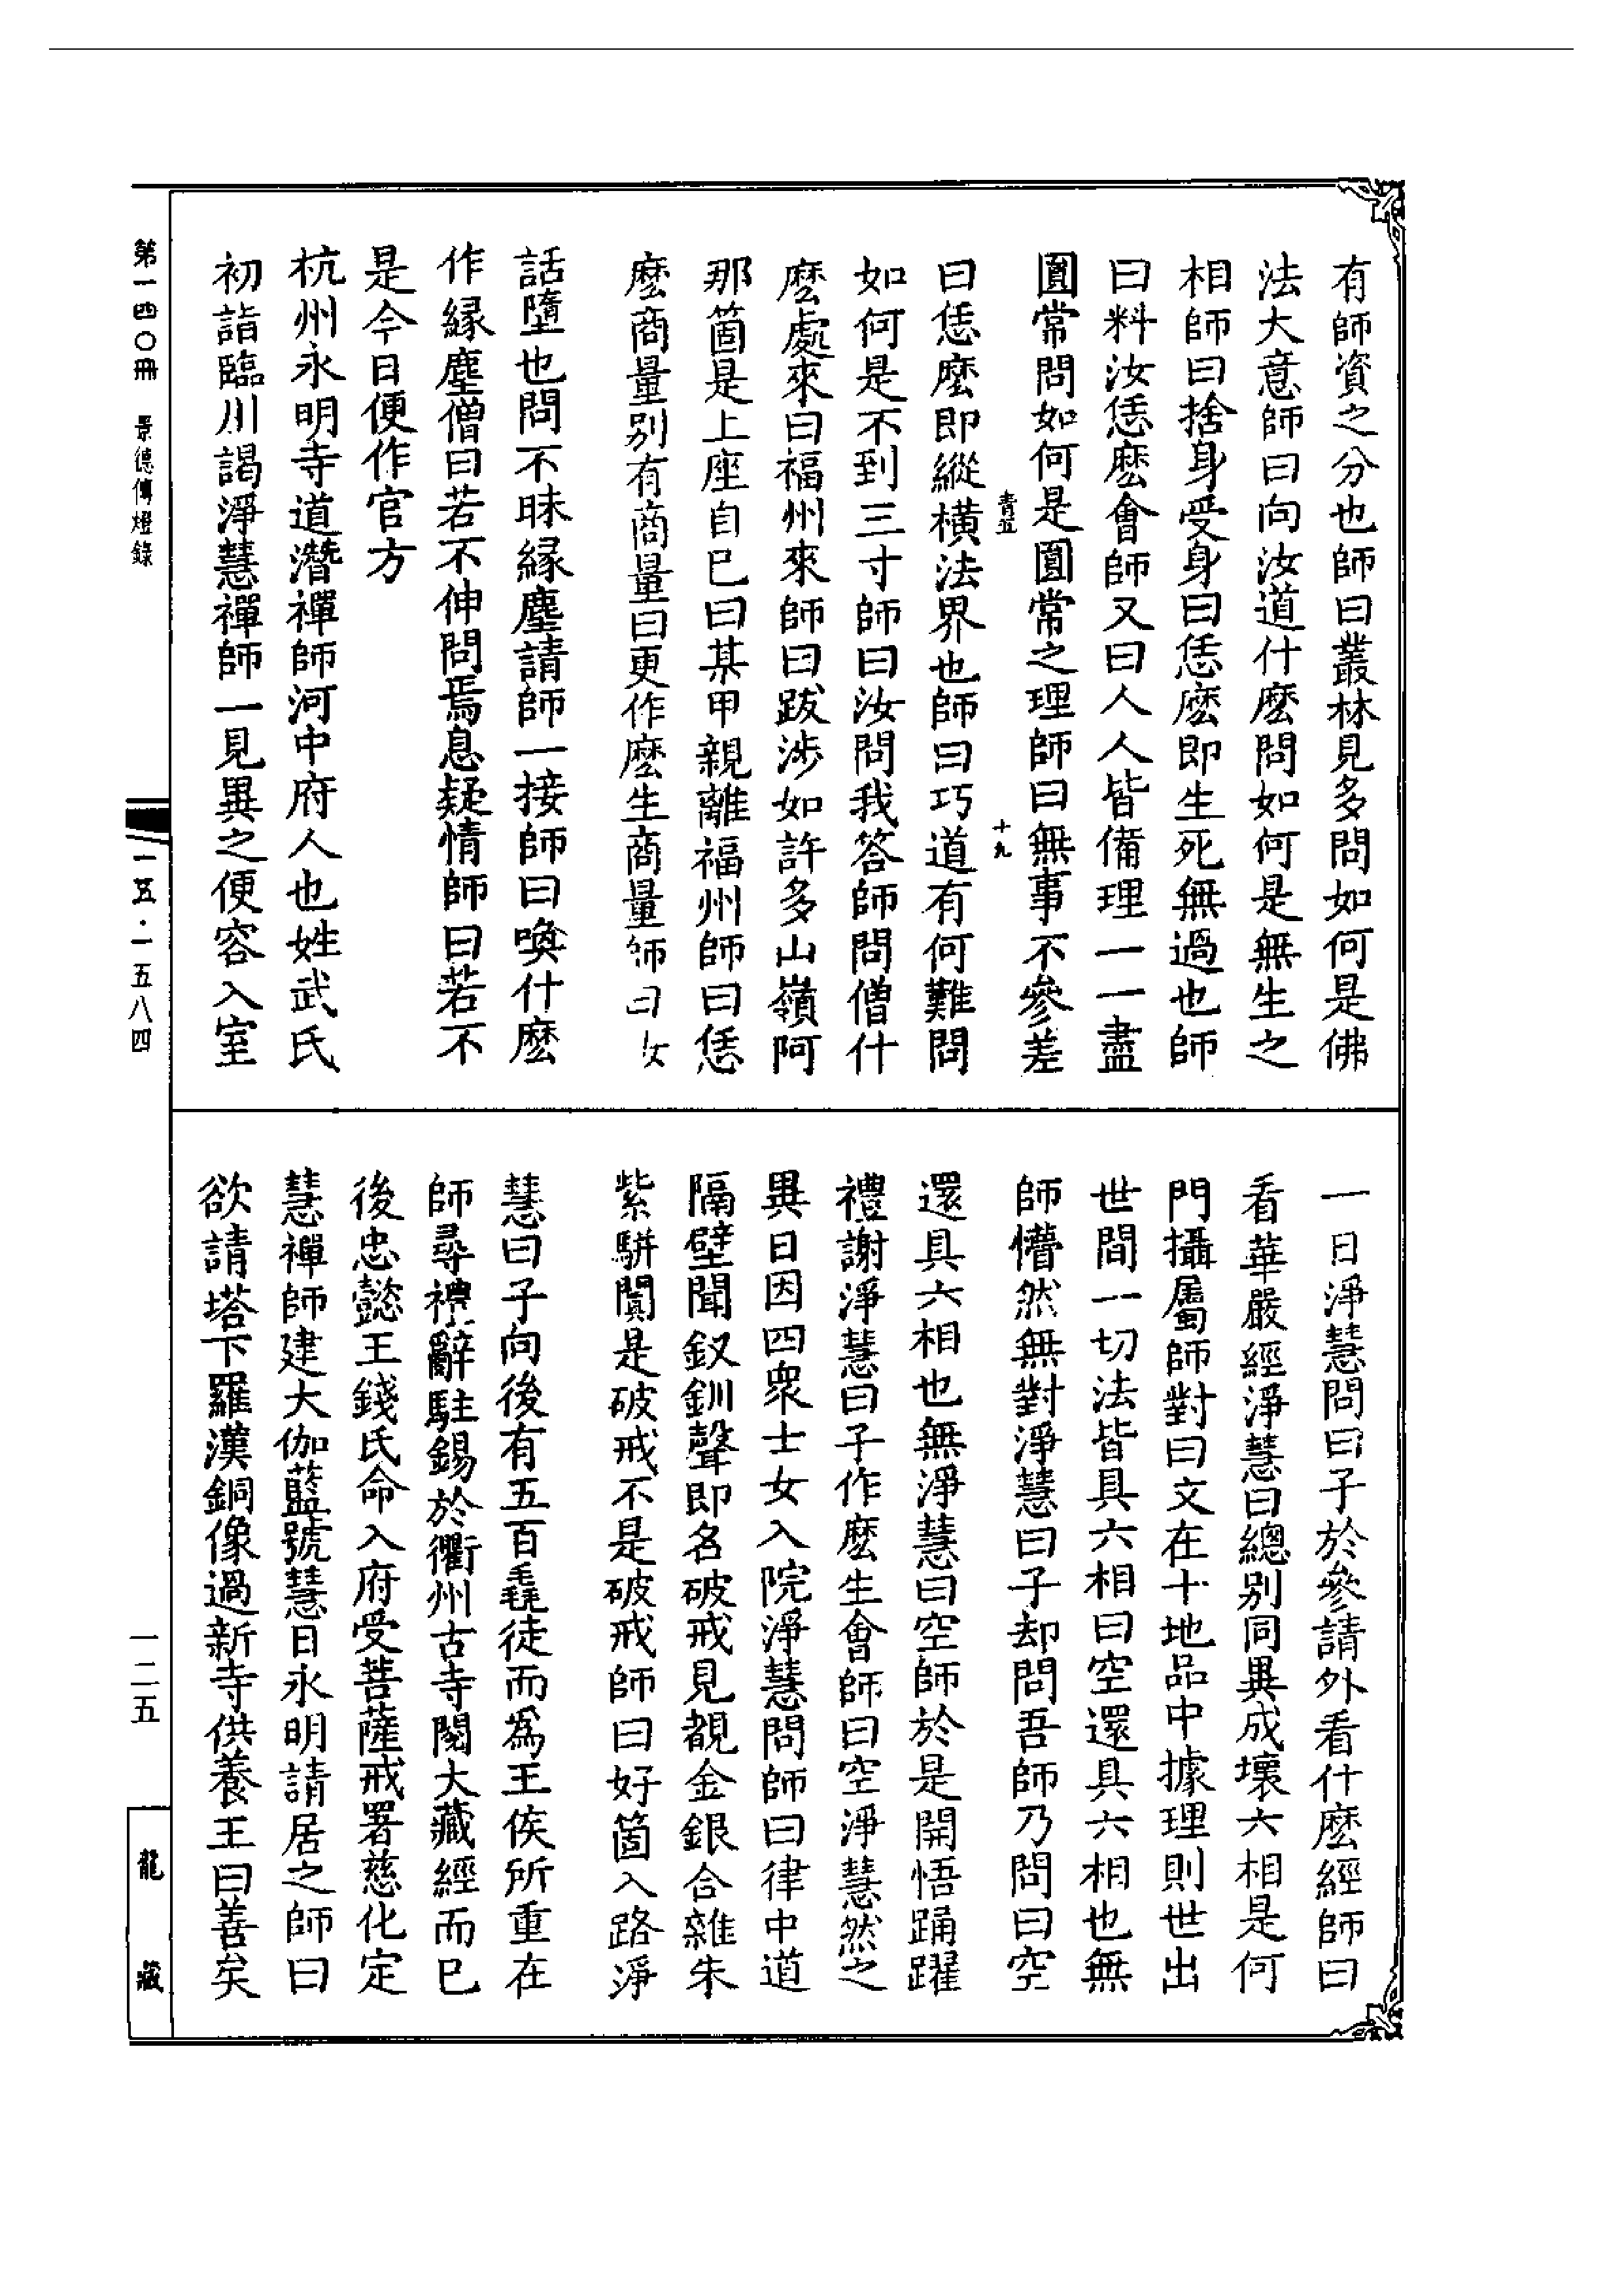 有師資之分也師曰叢林見多問如何是佛
法大意師曰向汝道什麽問如何是無生之
相師曰捨身受身曰恁麽即生死無過也師
曰料汝恁麽會師又曰人人皆備理一一盡
圓常問如何是圓常之理師曰無事不參差
十九
曰恁麽即縱橫法界也師曰巧道有何難問
如何是不到三寸師曰汝問我答師問僧什
麽處來曰福州來師曰跋涉如許多山嶺阿
那箇是上座自巳曰某甲親離福州師曰恁
麽商量別有商量曰更作麽生商量師曰汝
話墮也問不昧緣塵請師一接師曰喚什麽
作緣塵僧曰若不伸問焉息疑情師曰若不
是今日便作官方
杭州永明寺道潛禪師河中府人也姓武氏
初詣臨川謁淨慧禪師一見異之便容入室
一日淨慧問曰子於參請外看什麽經師曰
看華嚴經淨慧曰總別同異成壞六相是何
門攝屬師對曰文在十地品中據理則世出
世間一切法皆具六相曰空還具六相也無
師懵然無對淨慧曰子却問吾師乃問曰空
還具六相也無淨慧曰空師於是開悟踊躍
禮謝淨慧曰子作麽生會師曰空淨慧然之
異日因四衆士女入院淨慧問師曰律中道
隔壁聞釵釧聲即名破戒見覩金銀合雜朱
紫駢闐是破戒不是破戒師曰好箇入路淨
慧曰子向後有五百毳徒而爲王侯所重在
師尋禮辭駐錫於衢州古寺閱大藏經而巳
後忠懿王錢氏命入府受菩薩戒署慈化定
慧禪師建大伽藍號慧日永明請居之師曰
欲請塔下羅漢銅像過新寺供養王曰善矣
第一四〇冊 景德傳燈錄
一五·一五八四
一二五
龍藏